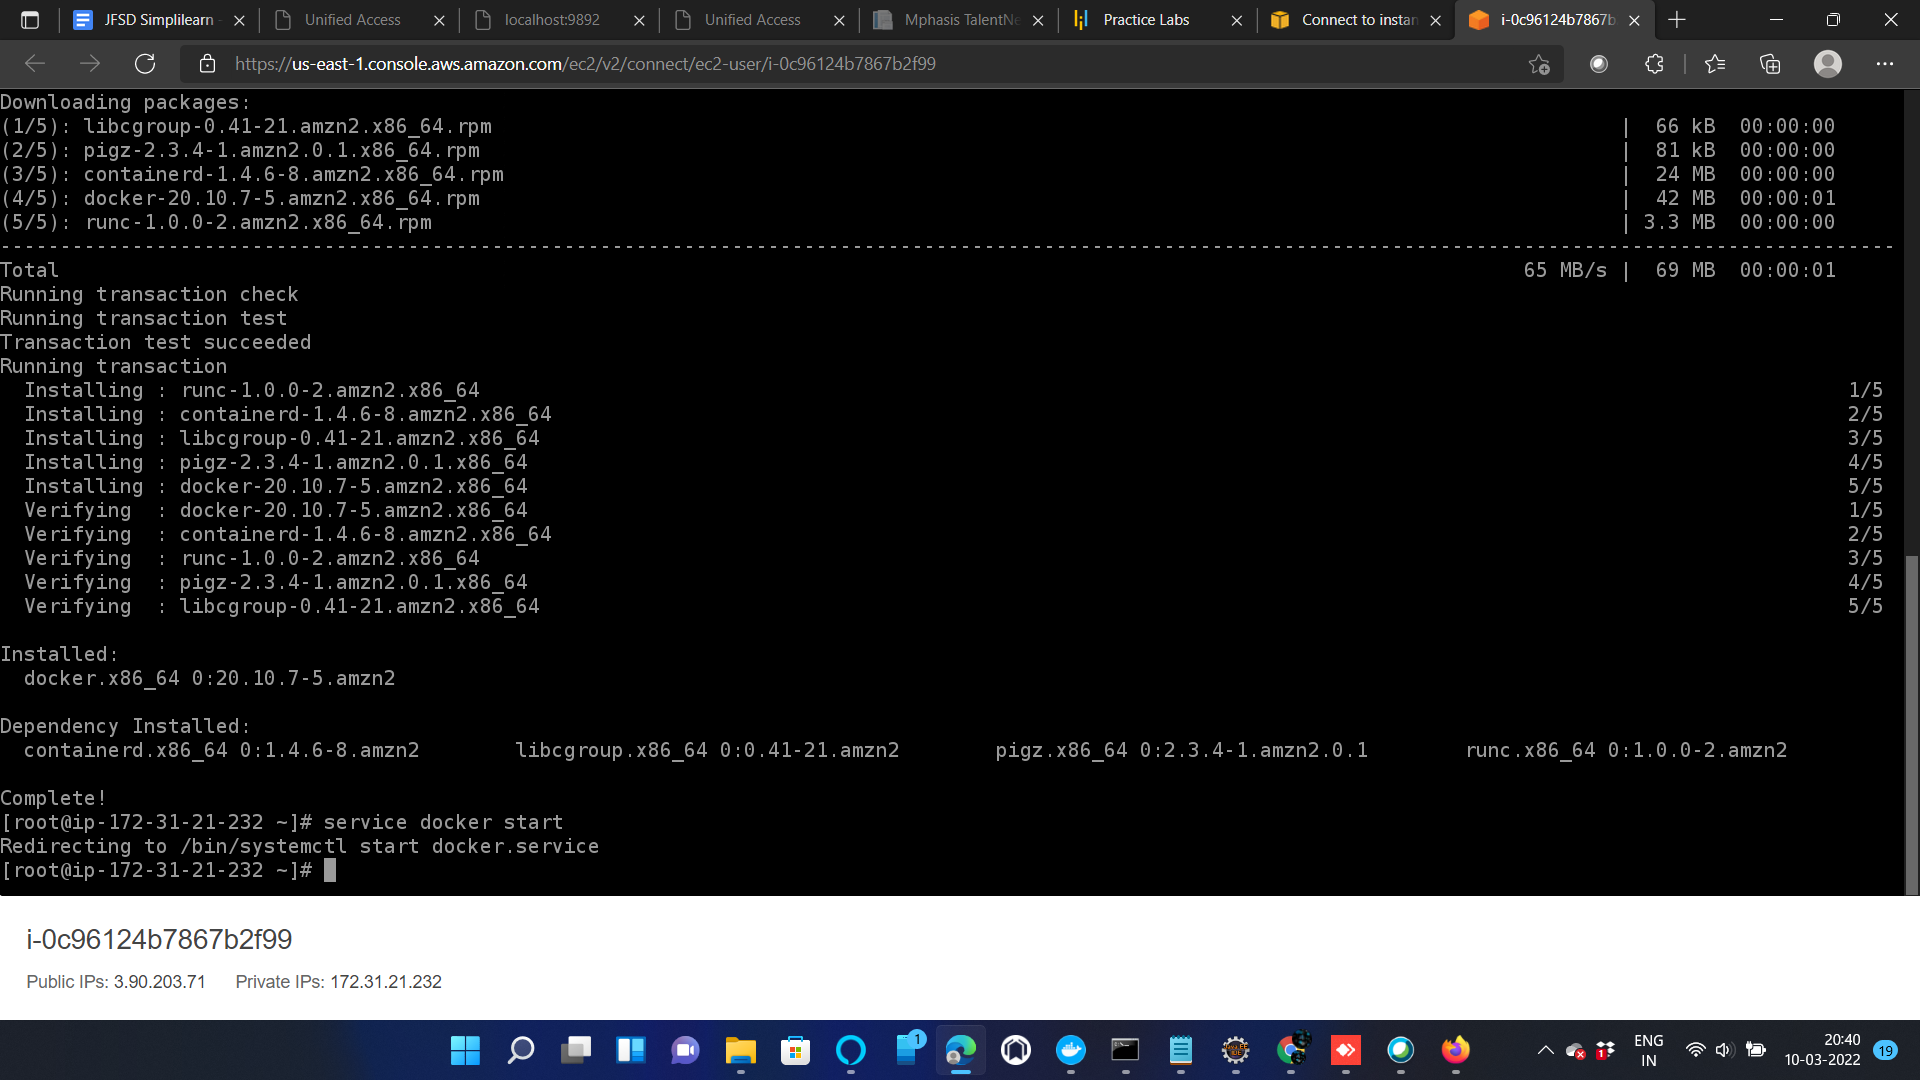 JFSD Simplilearn -
Unified Access
localhost:9892
Unified Access
Mphasis TalentNe
Practice Labs
Connect to instan
i-0c96124b7867b
https://us-east-1.console.aws.amazon.com/ec2/v2/connect/ec2-user/i-0c96124b7867b2f99
Downloading packages:
(1/5): libcgroup-0.41-21.amzn2.x86_64.rpm | 66 kB 00:00:00
(2/5): pigz-2.3.4-1.amzn2.0.1.x86_64.rpm | 81 kB 00:00:00
(3/5): containerd-1.4.6-8.amzn2.x86_64.rpm | 24 MB 00:00:00
(4/5): docker-20.10.7-5.amzn2.x86_64.rpm | 42 MB 00:00:01
(5/5): runc-1.0.0-2.amzn2.x86_64.rpm | 3.3 MB 00:00:00
--------------------------------------------------------------------------------------------------------------------------------------------------------------
Total 65 MB/s | 69 MB 00:00:01
Running transaction check
Running transaction test
Transaction test succeeded
Running transaction
Installing : runc-1.0.0-2.amzn2.x86_64 1/5
Installing : containerd-1.4.6-8.amzn2.x86_64 2/5
Installing : libcgroup-0.41-21.amzn2.x86_64 3/5
Installing : pigz-2.3.4-1.amzn2.0.1.x86_64 4/5
Installing : docker-20.10.7-5.amzn2.x86_64 5/5
Verifying : docker-20.10.7-5.amzn2.x86_64 1/5
Verifying : containerd-1.4.6-8.amzn2.x86_64 2/5
Verifying : runc-1.0.0-2.amzn2.x86_64 3/5
Verifying : pigz-2.3.4-1.amzn2.0.1.x86_64 4/5
Verifying : libcgroup-0.41-21.amzn2.x86_64 5/5
Installed:
docker.x86_64 0:20.10.7-5.amzn2
Dependency Installed:
containerd.x86_64 0:1.4.6-8.amzn2 libcgroup.x86_64 0:0.41-21.amzn2 pigz.x86_64 0:2.3.4-1.amzn2.0.1 runc.x86_64 0:1.0.0-2.amzn2
Complete!
[root@ip-172-31-21-232 ~]# service docker start
Redirecting to /bin/systemctl start docker.service
[root@ip-172-31-21-232 ~]#
i-0c96124b7867b2f99
Public IPs: 3.90.203.71 Private IPs: 172.31.21.232
1
1
ENG
IN
20:40
10-03-2022
19